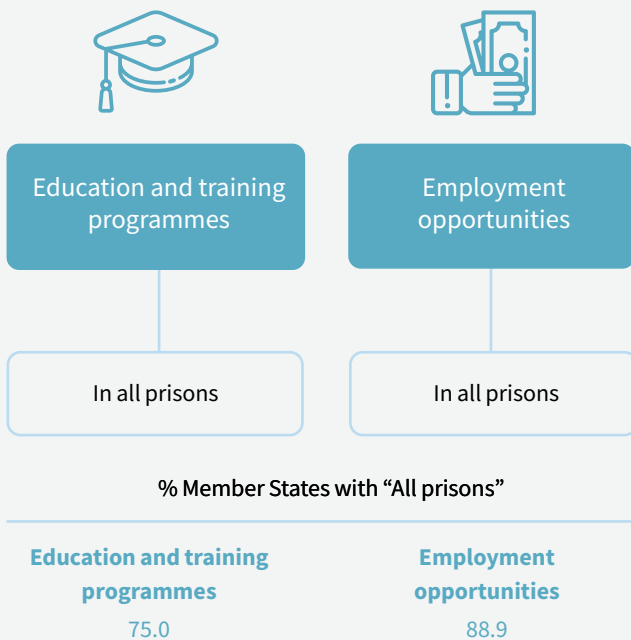 Education and training
programmes
Employment
opportunities
In all prisons
In all prisons
% Member States with “All prisons”
Education and training
programmes
Employment
opportunities
75.0
88.9